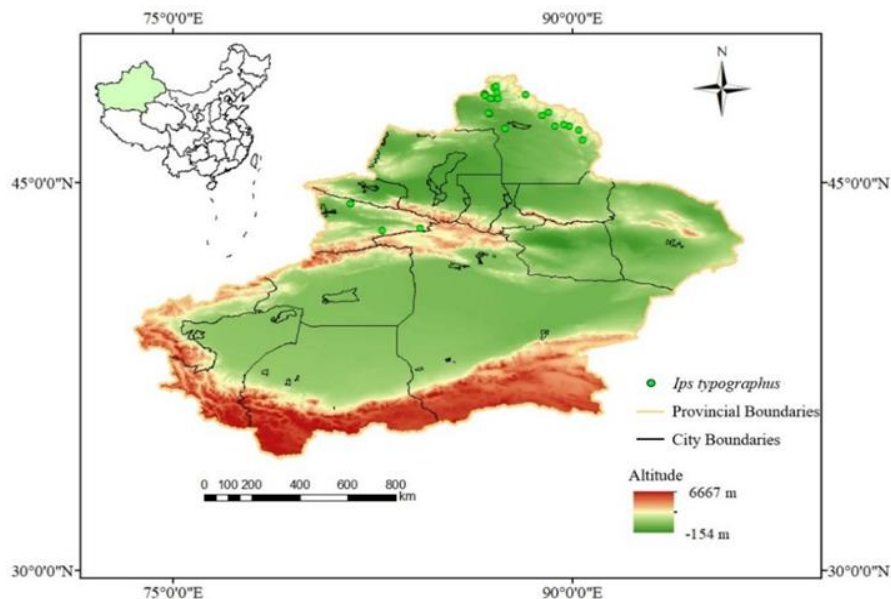 75°0'0"E 90°0'0"E
N
45°0'0"N 45°0'0"N
Ips typographus
Provincial Boundaries
City Boundaries
Altitude
6667 m
-154 m
0 100 200 400 600 800
km
30°0'0"N 30°0'0"N
75°0'0"E 90°0'0"E